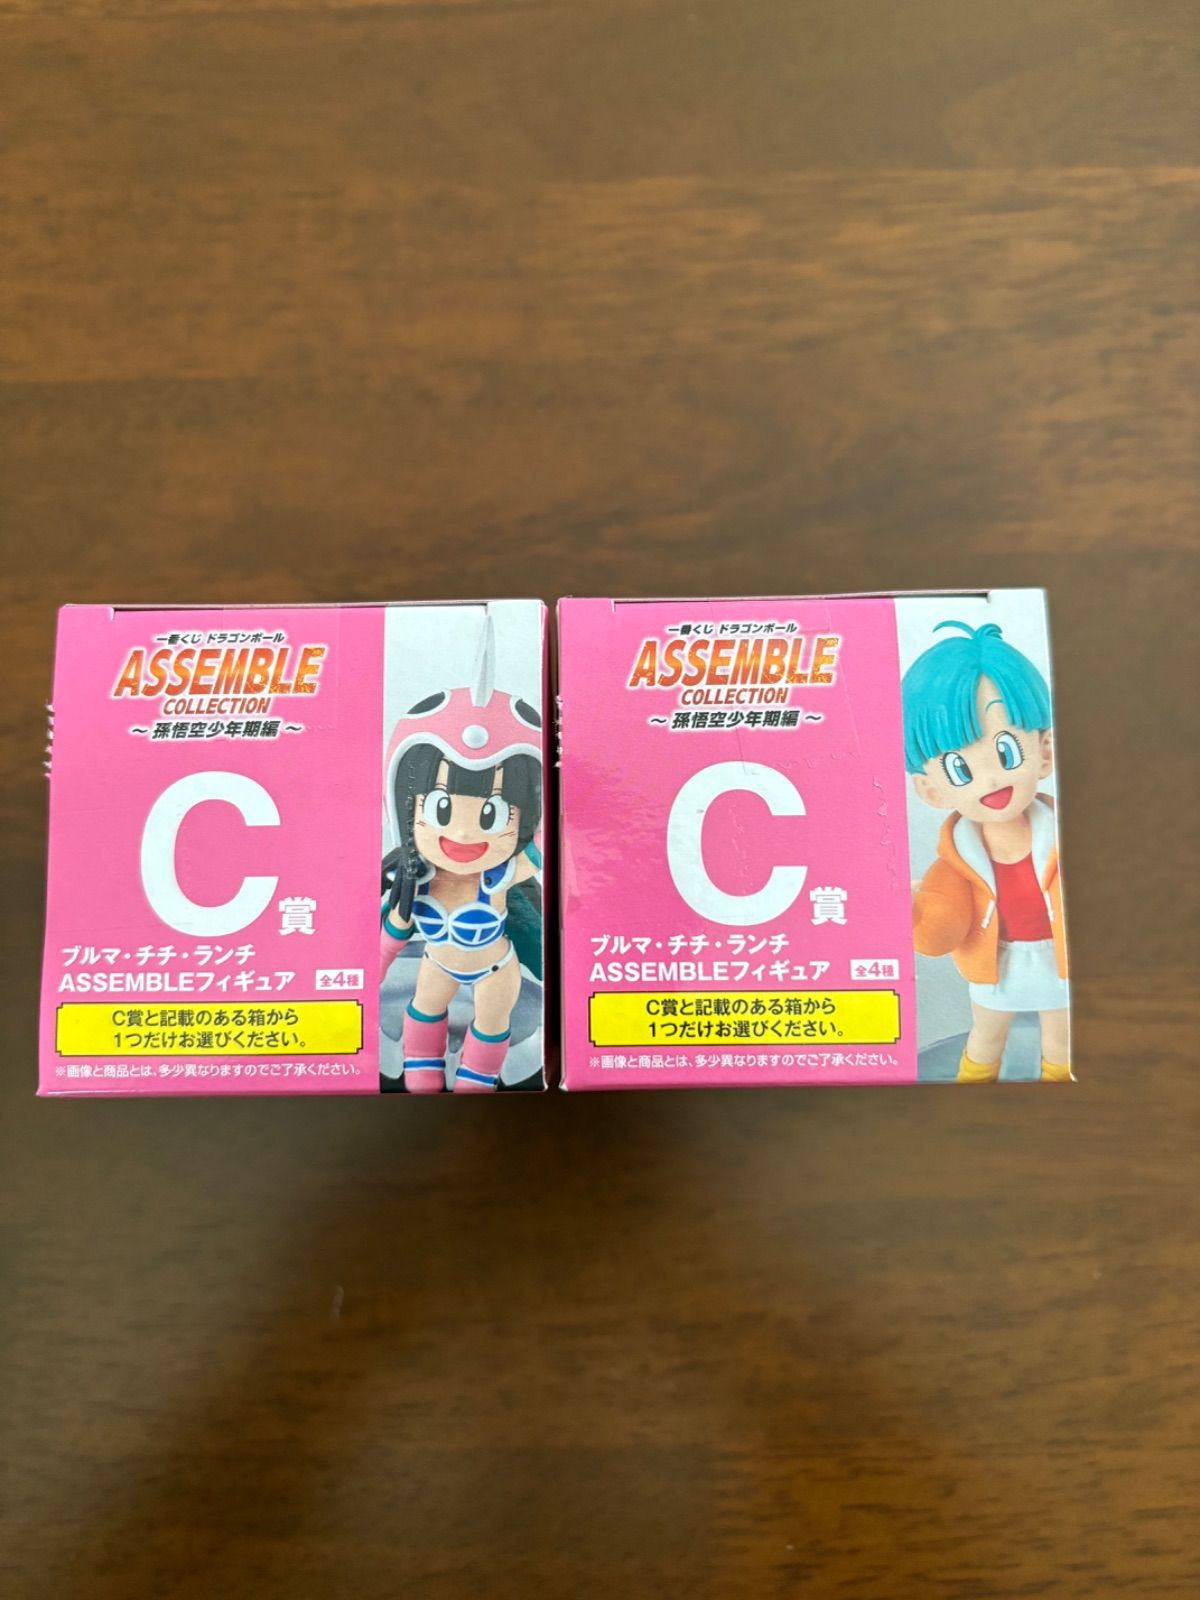 一番くじ ドラゴンボール
ASSEMBLE
COLLECTION
～ 孫悟空少年期編 ～
C賞
ブルマ・チチ・ランチ
ASSEMBLEフィギュア 全4種
C賞と記載のある箱から
1つだけお選びください。
※画像と商品とは、多少異なりますのでご了承ください。
一番くじ ドラゴンボール
ASSEMBLE
COLLECTION
～ 孫悟空少年期編 ～
C賞
ブルマ・チチ・ランチ
ASSEMBLEフィギュア 全4種
C賞と記載のある箱から
1つだけお選びください。
※画像と商品とは、多少異なりますのでご了承ください。